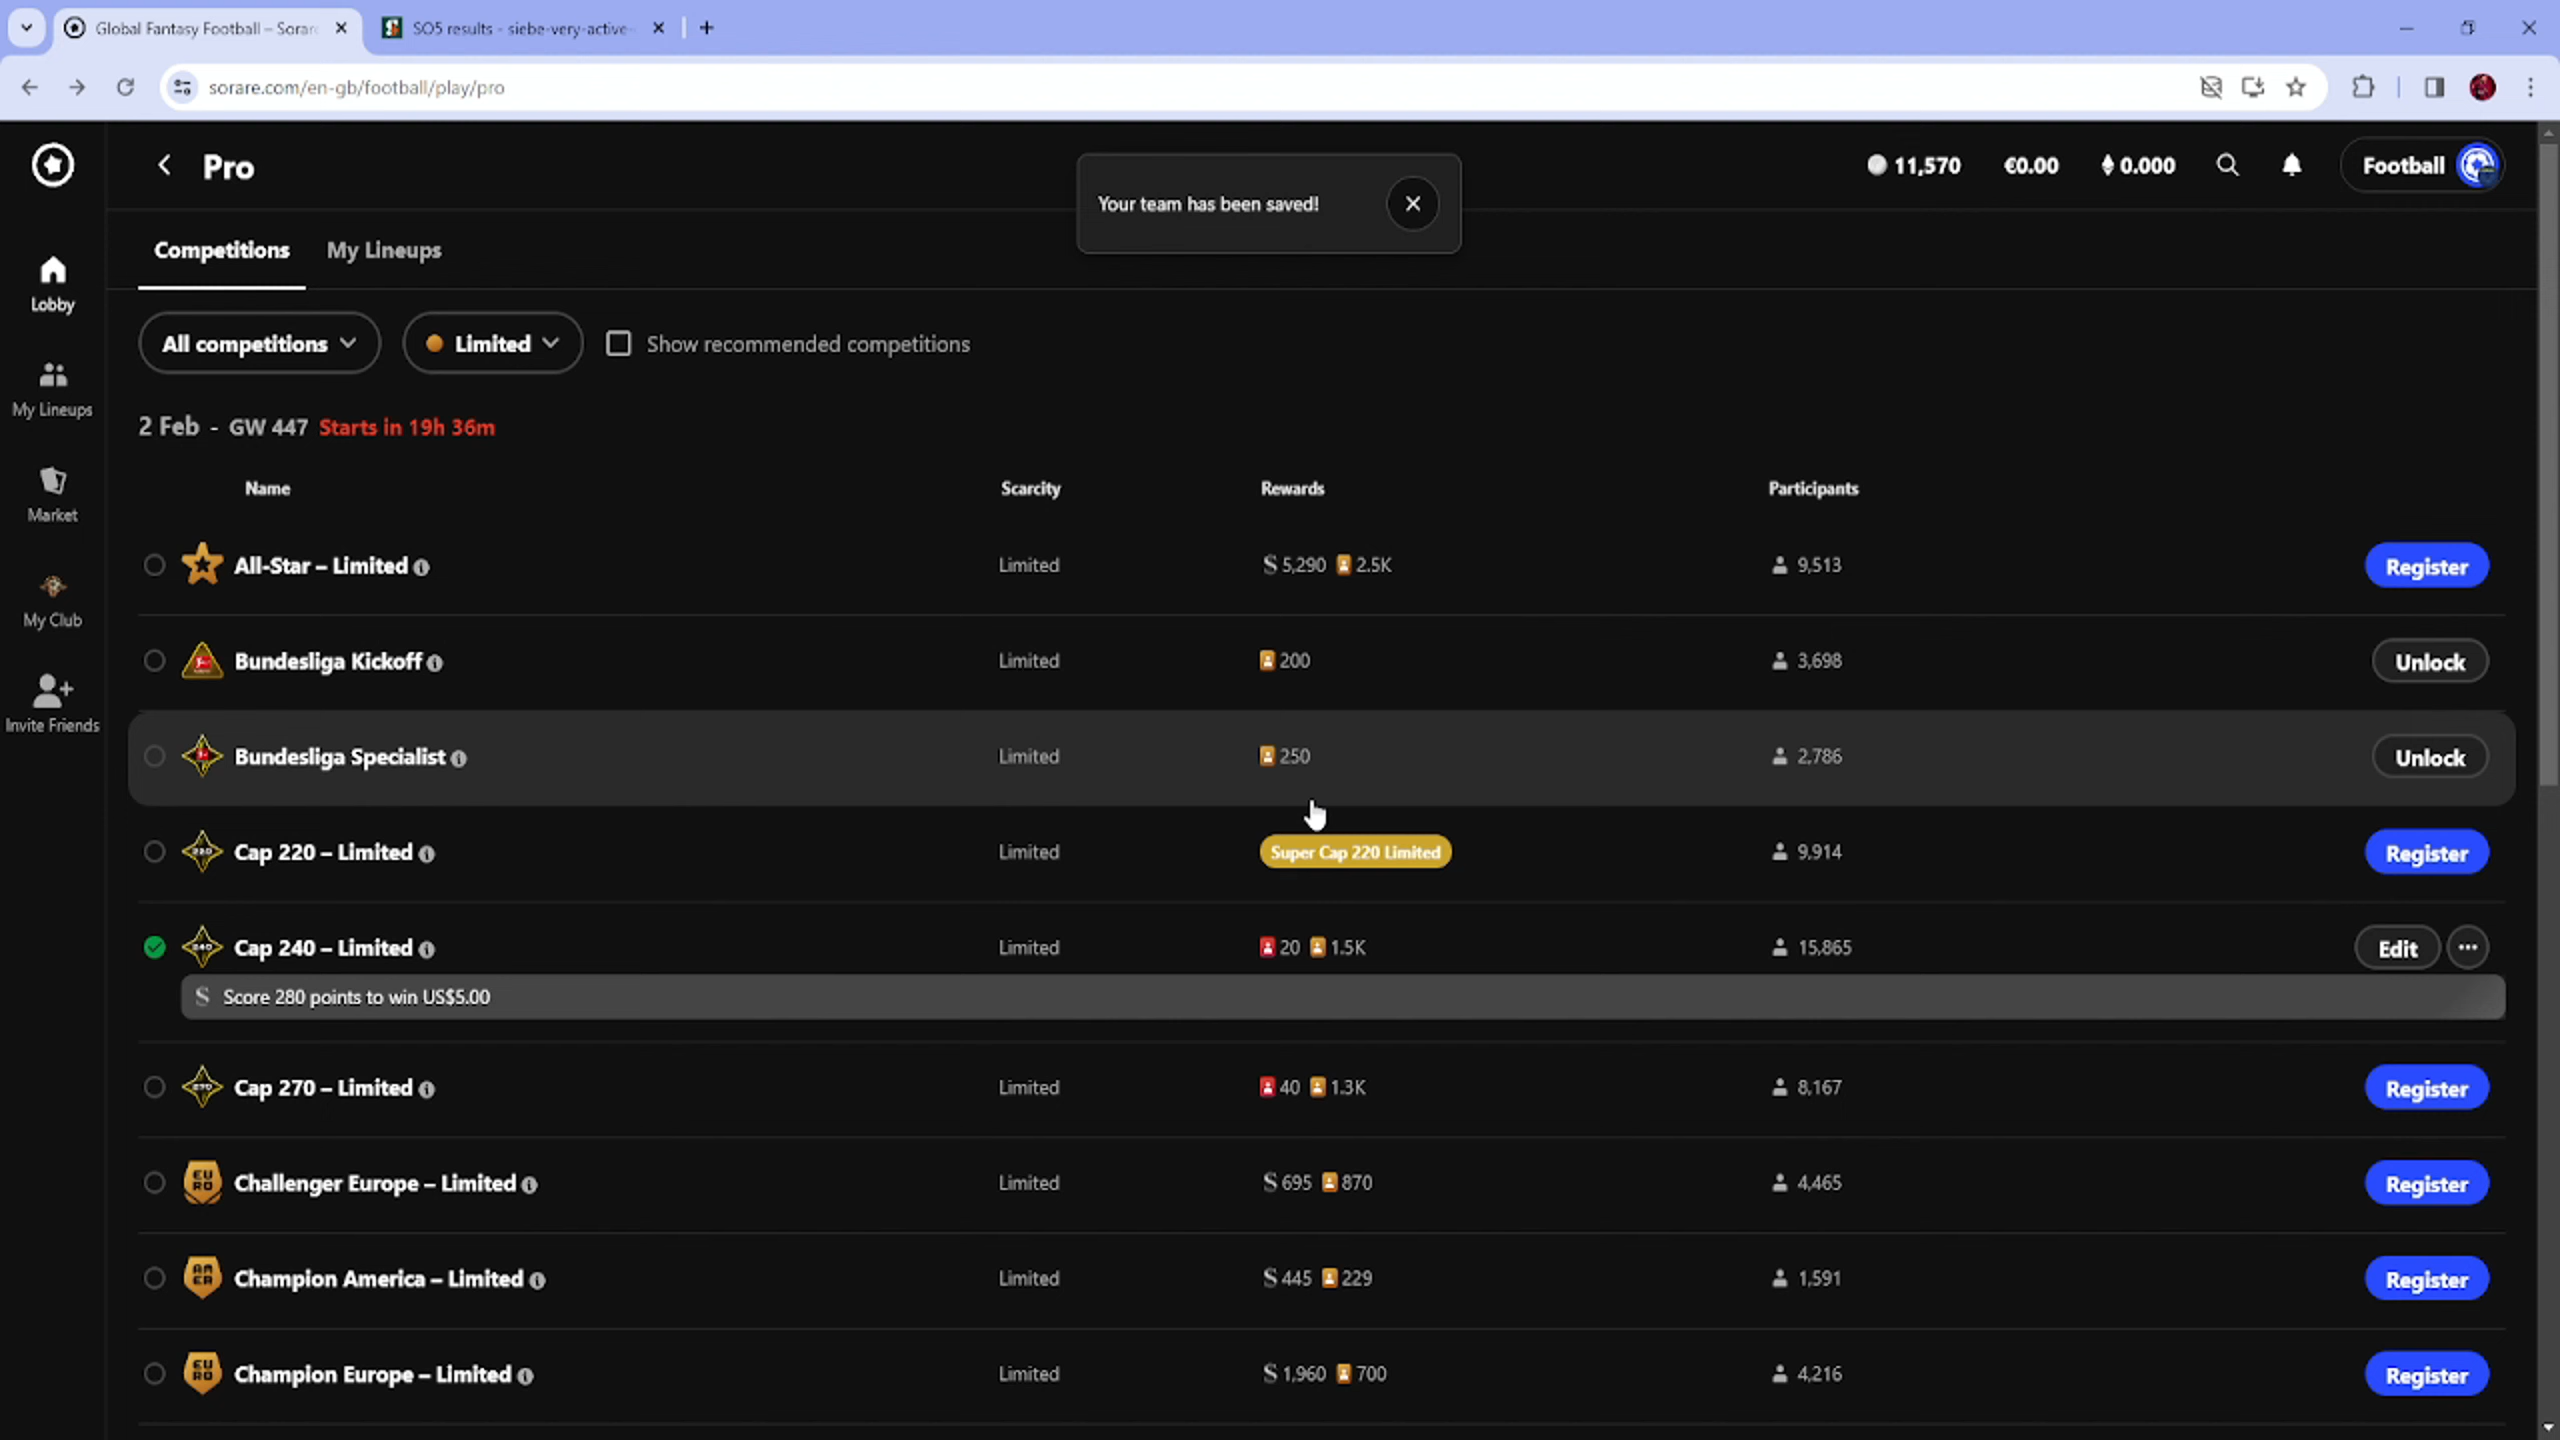 Global Fantasy Football – Sorar
SO5 results - siebe-very-active-
sorare.com/en-gb/football/play/pro
Pro
Your team has been saved!
11,570
€0.00
0.000
Football
Lobby
My Lineups
Market
My Club
Invite Friends
Competitions
My Lineups
All competitions
Limited
Show recommended competitions
2 Feb - GW 447 Starts in 19h 36m
Name Scarcity Rewards Participants
All-Star – Limited Limited S 5,290 2.5K 9,513 Register
Bundesliga Kickoff Limited 200 3,698 Unlock
Bundesliga Specialist Limited 250 2,786 Unlock
Cap 220 – Limited Limited Super Cap 220 Limited 9,914 Register
Cap 240 – Limited Limited 20 1.5K 15,865 Edit
S Score 280 points to win US$5.00
Cap 270 – Limited Limited 40 1.3K 8,167 Register
EU RO Challenger Europe – Limited Limited S 695 870 4,465 Register
AM ER Champion America – Limited Limited S 445 229 1,591 Register
EU RO Champion Europe – Limited Limited S 1,960 700 4,216 Register